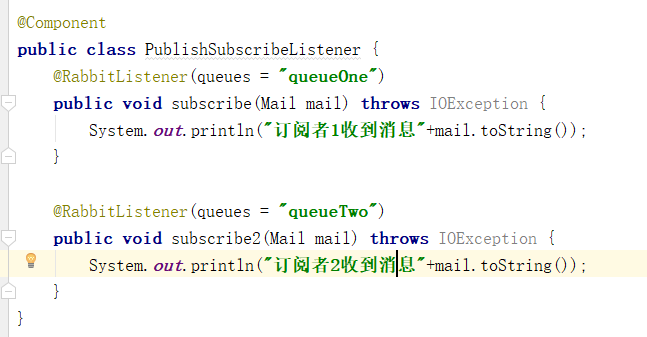 @Component
public class PublishSubscribeListener {
@RabbitListener(queues = "queueOne")
public void subscribe(Mail mail) throws IOException {
System.out.println("订阅者1收到消息"+mail.toString());
}
@RabbitListener(queues = "queueTwo")
public void subscribe2(Mail mail) throws IOException {
System.out.println("订阅者2收到消息"+mail.toString());
}
}